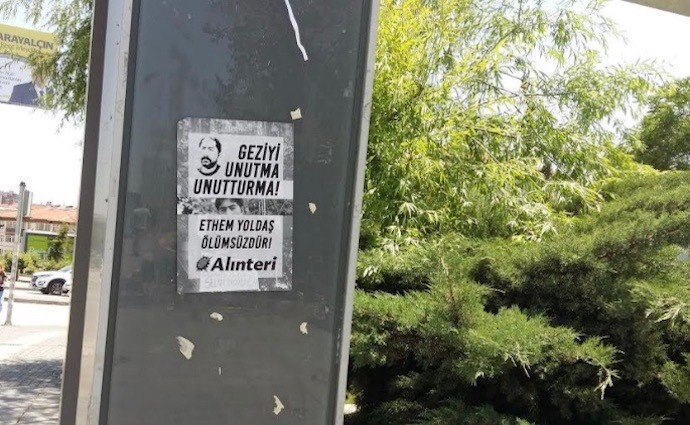 ARAYALÇIN
GEZİYİ
UNUTMA
UNUTTURMA!
ETHEM YOLDAŞ
ÖLÜMSÜZDÜR!
Alınteri